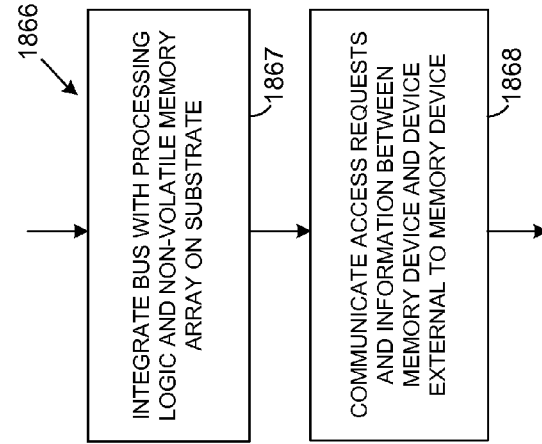 1866
INTEGRATE BUS WITH PROCESSING
LOGIC AND NON-VOLATILE MEMORY
ARRAY ON SUBSTRATE
1867
COMMUNICATE ACCESS REQUESTS
AND INFORMATION BETWEEN
MEMORY DEVICE AND DEVICE
EXTERNAL TO MEMORY DEVICE
1868